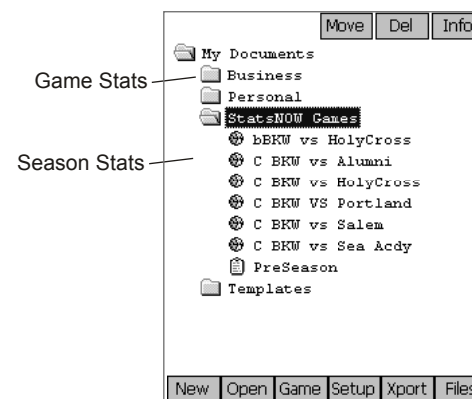 Move Del Info
My Documents
Game Stats
Business
Personal
StatsNOW Games
bBKW vs HolyCross
Season Stats
C BKW vs Alumni
C BKW vs HolyCross
C BKW VS Portland
C BKW vs Salem
C BKW vs Sea Acdy
PreSeason
Templates
New Open Game Setup Xport Files